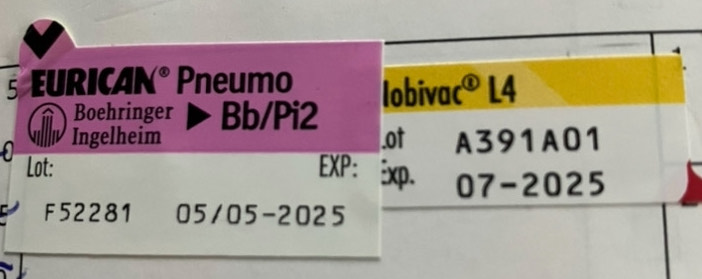 EURICAN® Pneumo
Boehringer Ingelheim
▶ Bb/Pi2
Lot: EXP:
F52281 05/05-2025
lobivac® L4
Lot A391A01
Exp. 07-2025